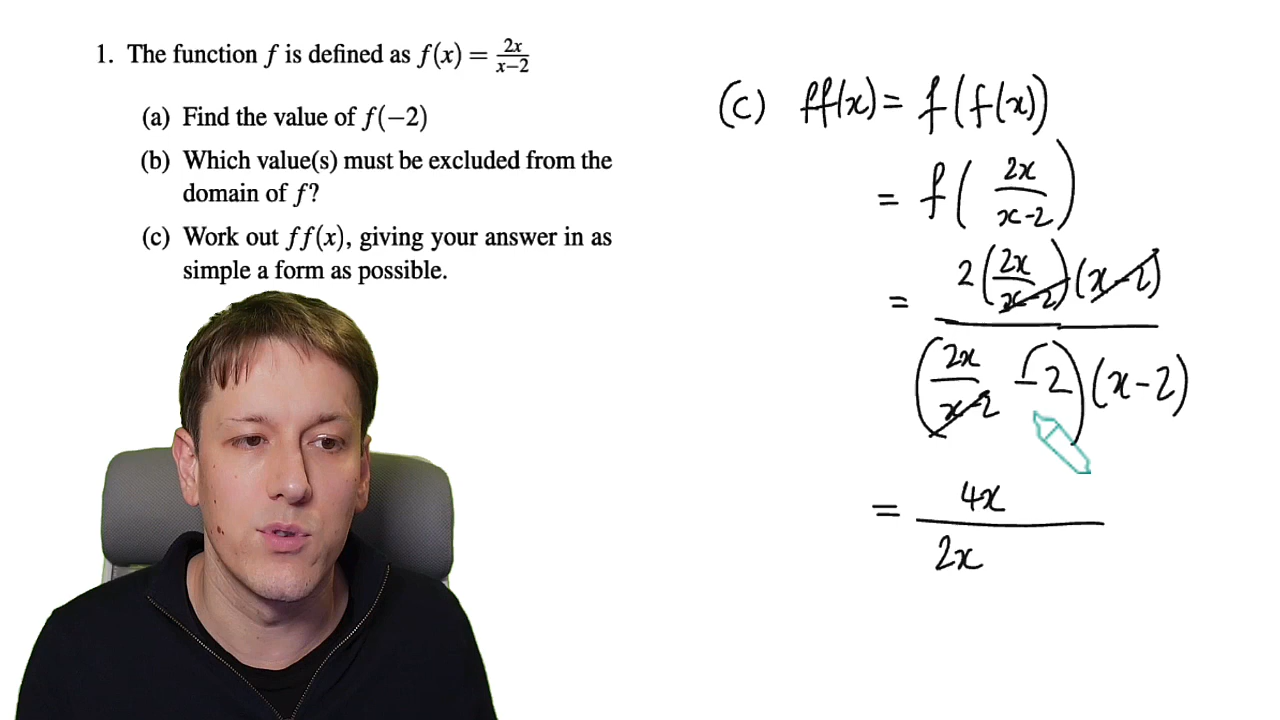 1. The function f is defined as f(x) = 2x/x−2
(a) Find the value of f(−2)
(b) Which value(s) must be excluded from the
domain of f?
(c) Work out ff(x), giving your answer in as
simple a form as possible.
(c) ff(x) = f(f(x))
= f( 2x/x-2 )
= 2(2x/x-2)(x-2) / (2x/x-2 - 2)(x-2)
= 4x / 2x